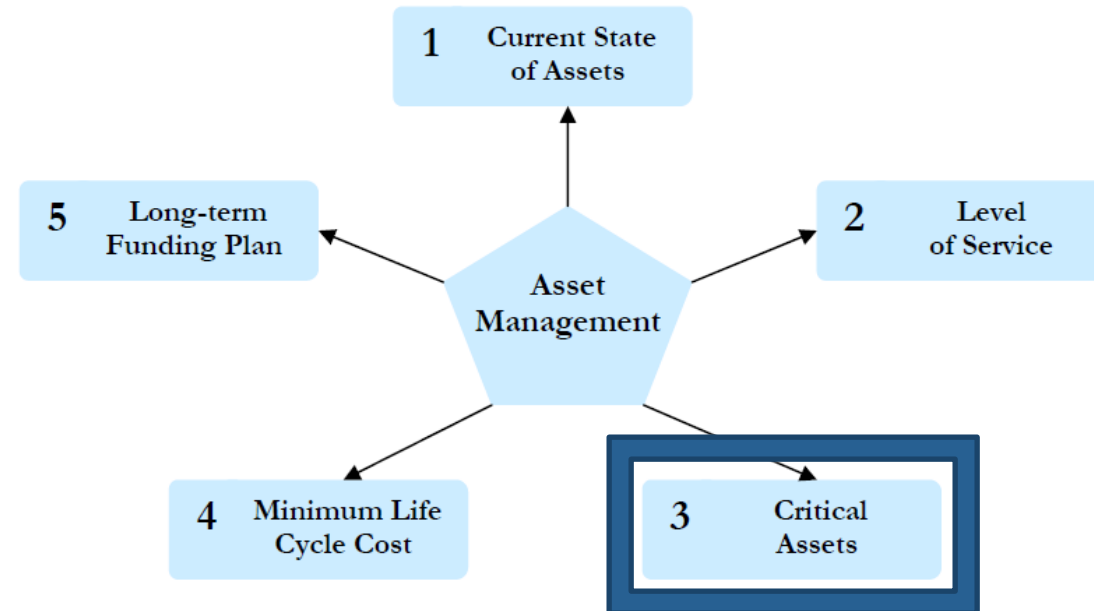 1 Current State
of Assets
5 Long-term
Funding Plan
2 Level
of Service
Asset
Management
4 Minimum Life
Cycle Cost
3 Critical
Assets